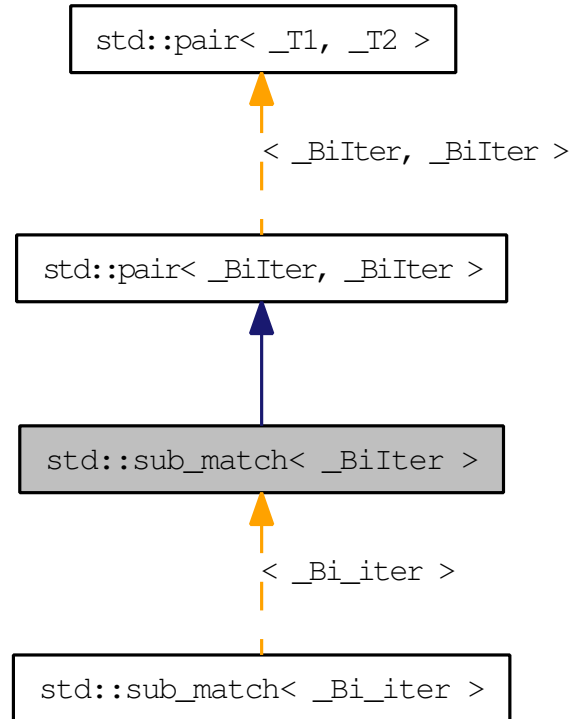 std::pair< _T1, _T2 >
< _BiIter, _BiIter >
std::pair< _BiIter, _BiIter >
std::sub_match< _BiIter >
< _Bi_iter >
std::sub_match< _Bi_iter >